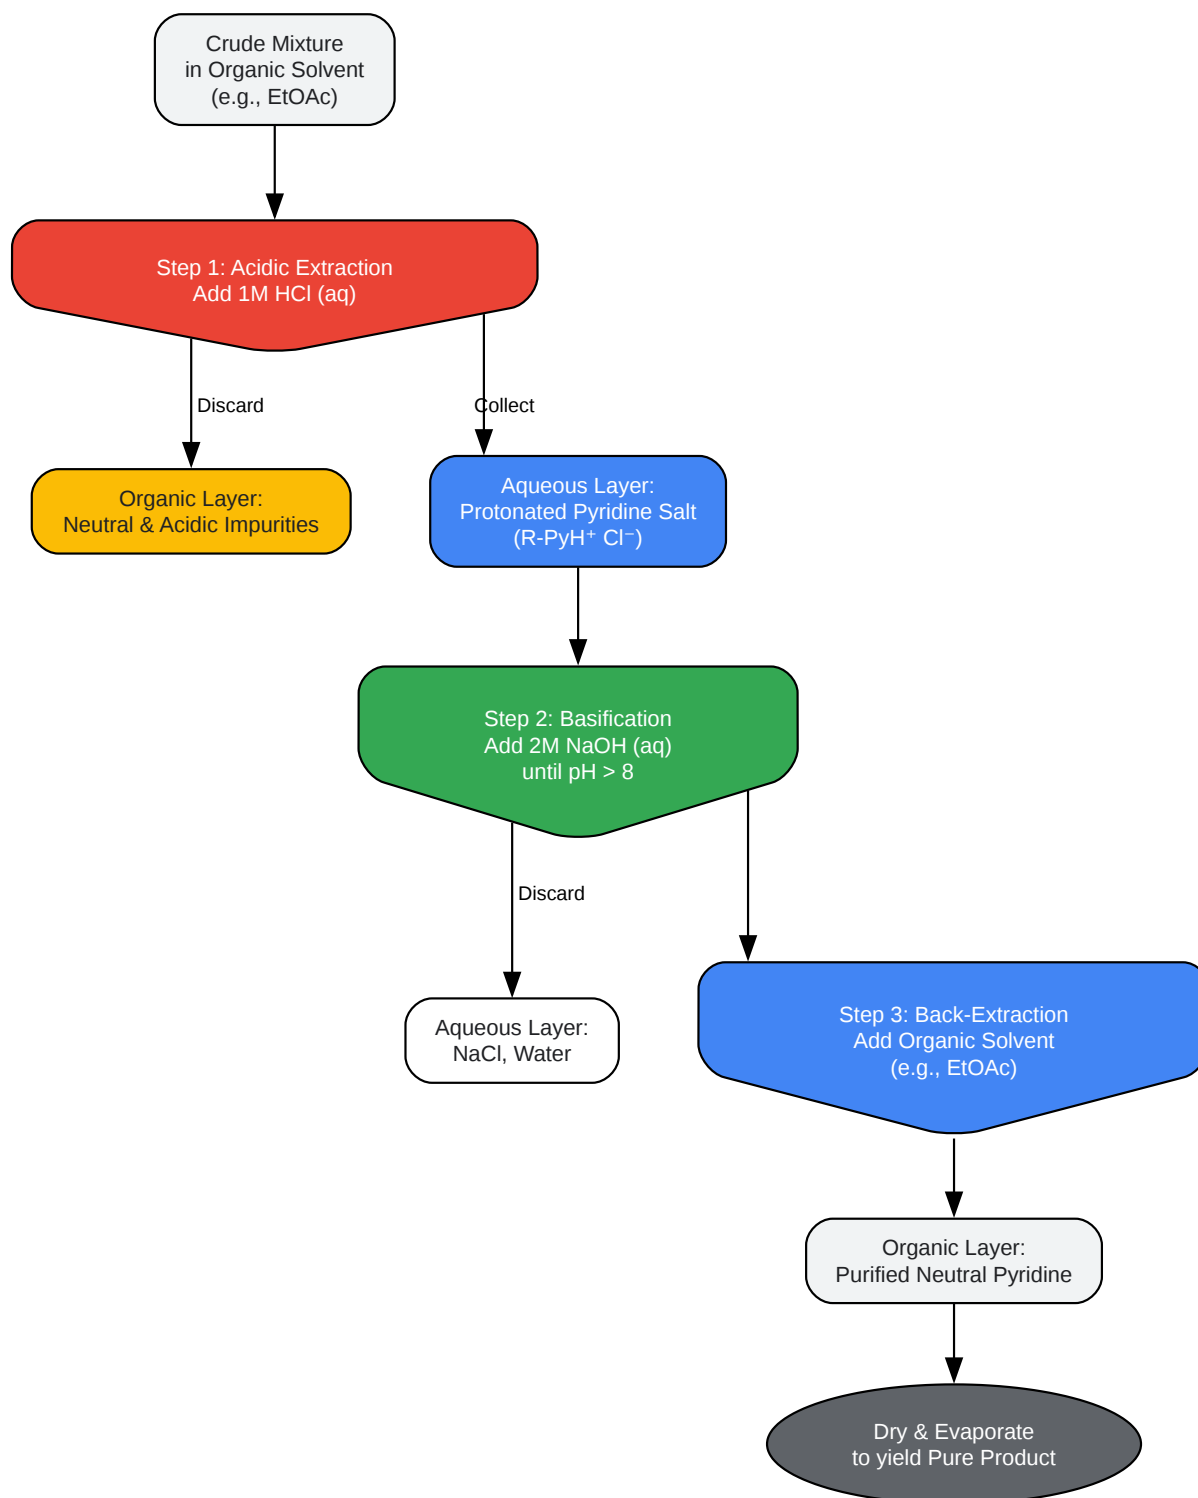 Crude Mixture
in Organic Solvent
(e.g., EtOAc)
Step 1: Acidic Extraction
Add 1M HCl (aq)
Discard
Collect
Organic Layer:
Neutral & Acidic Impurities
Aqueous Layer:
Protonated Pyridine Salt
(R-PyH⁺ Cl⁻)
Step 2: Basification
Add 2M NaOH (aq)
until pH > 8
Discard
Aqueous Layer:
NaCl, Water
Step 3: Back-Extraction
Add Organic Solvent
(e.g., EtOAc)
Organic Layer:
Purified Neutral Pyridine
Dry & Evaporate
to yield Pure Product